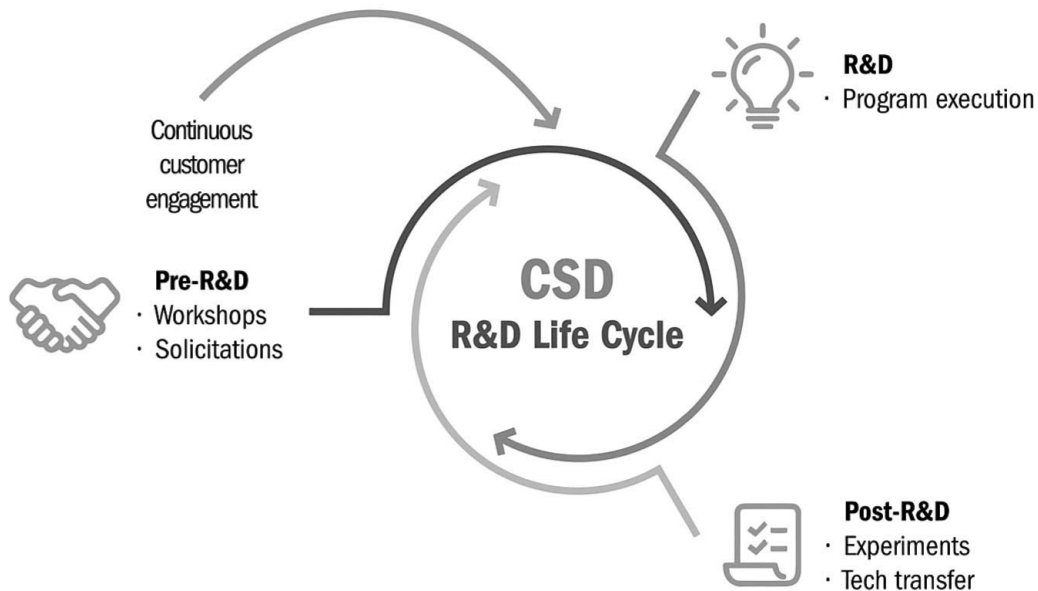 Continuous
customer
engagement
Pre-R&D
· Workshops
· Solicitations
CSD
R&D Life Cycle
R&D
· Program execution
Post-R&D
· Experiments
· Tech transfer